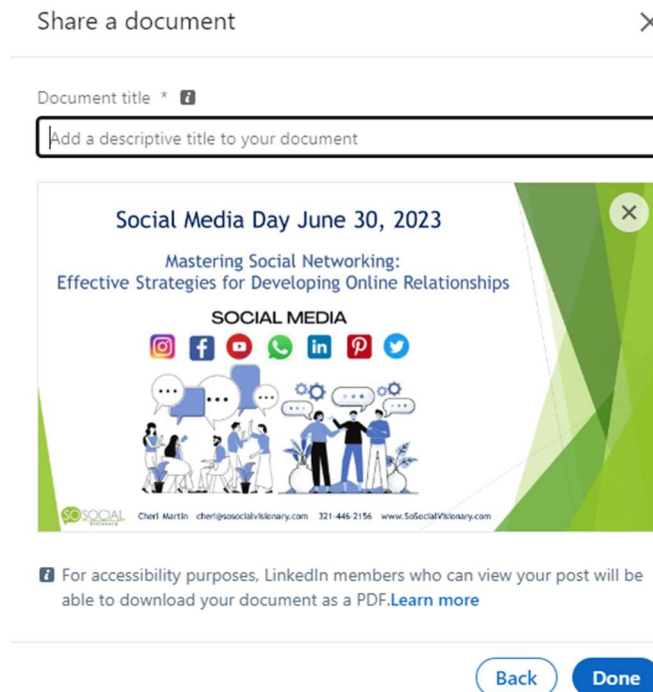 Share a document
Document title *
Add a descriptive title to your document
Social Media Day June 30, 2023
Mastering Social Networking:
Effective Strategies for Developing Online Relationships
SOCIAL MEDIA
SO SOCIAL
Visionary
Cheri Martin cheri@sosocialvisionary.com 321-446-2156 www.SoSocialVisionary.com
For accessibility purposes, LinkedIn members who can view your post will be
able to download your document as a PDF.Learn more
Back
Done